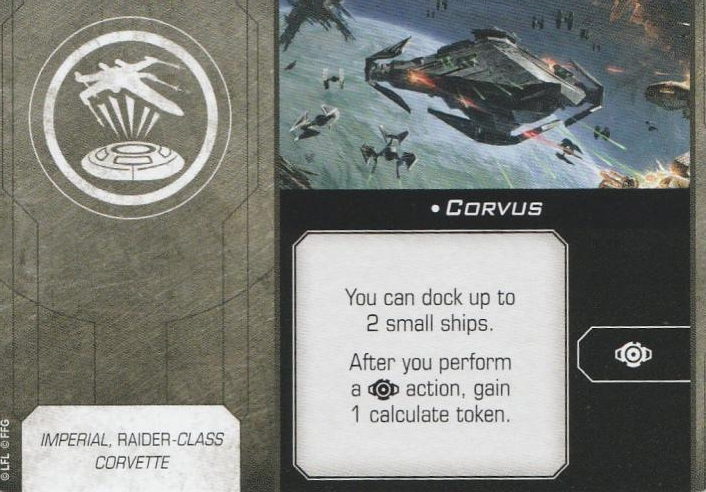 • CORVUS
You can dock up to
2 small ships.
After you perform
a action, gain
1 calculate token.
IMPERIAL, RAIDER-CLASS
CORVETTE
©LFL ©FFG